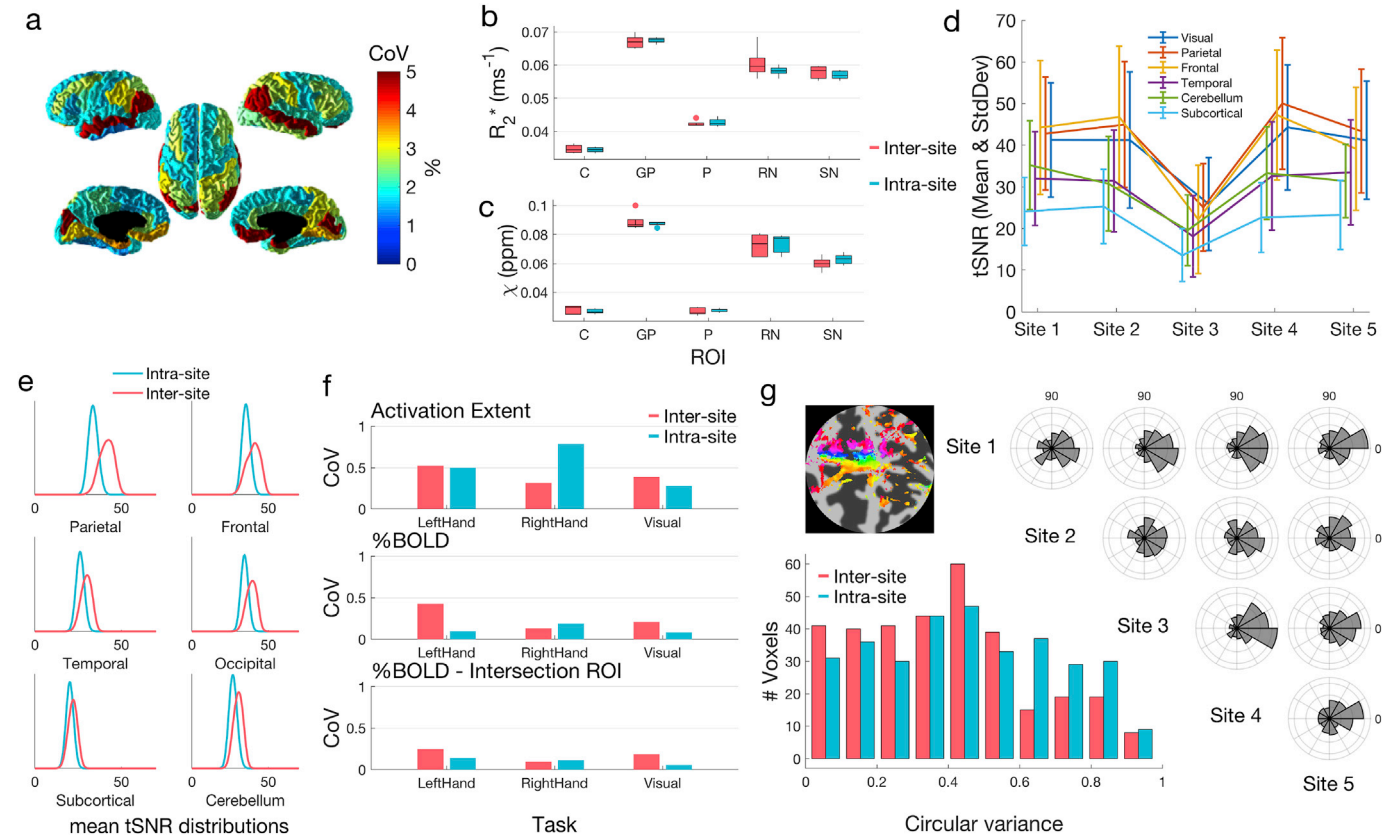 a
CoV
5
4
3
2
1
0
%
b
R2* (ms-1)
0.07
0.06
0.05
0.04
C GP P RN SN
Inter-site
Intra-site
c
χ (ppm)
0.1
0.08
0.06
0.04
C GP P RN SN
ROI
d
tSNR (Mean & StdDev)
70
60
50
40
30
20
10
0
Visual
Parietal
Frontal
Temporal
Cerebellum
Subcortical
Site 1 Site 2 Site 3 Site 4 Site 5
e
Intra-site
Inter-site
0 50 0 50
Parietal Frontal
0 50 0 50
Temporal Occipital
0 50 0 50
Subcortical Cerebellum
mean tSNR distributions
f
Activation Extent
Inter-site
Intra-site
CoV
1
0.5
0
LeftHand RightHand Visual
%BOLD
CoV
1
0.5
0
LeftHand RightHand Visual
%BOLD - Intersection ROI
CoV
1
0.5
0
LeftHand RightHand Visual
Task
g
Inter-site
Intra-site
# Voxels
60
50
40
30
20
10
0
0 0.2 0.4 0.6 0.8 1
Circular variance
90 90 90 90
Site 1
0
Site 2
0
Site 3
0
Site 4
0
Site 5